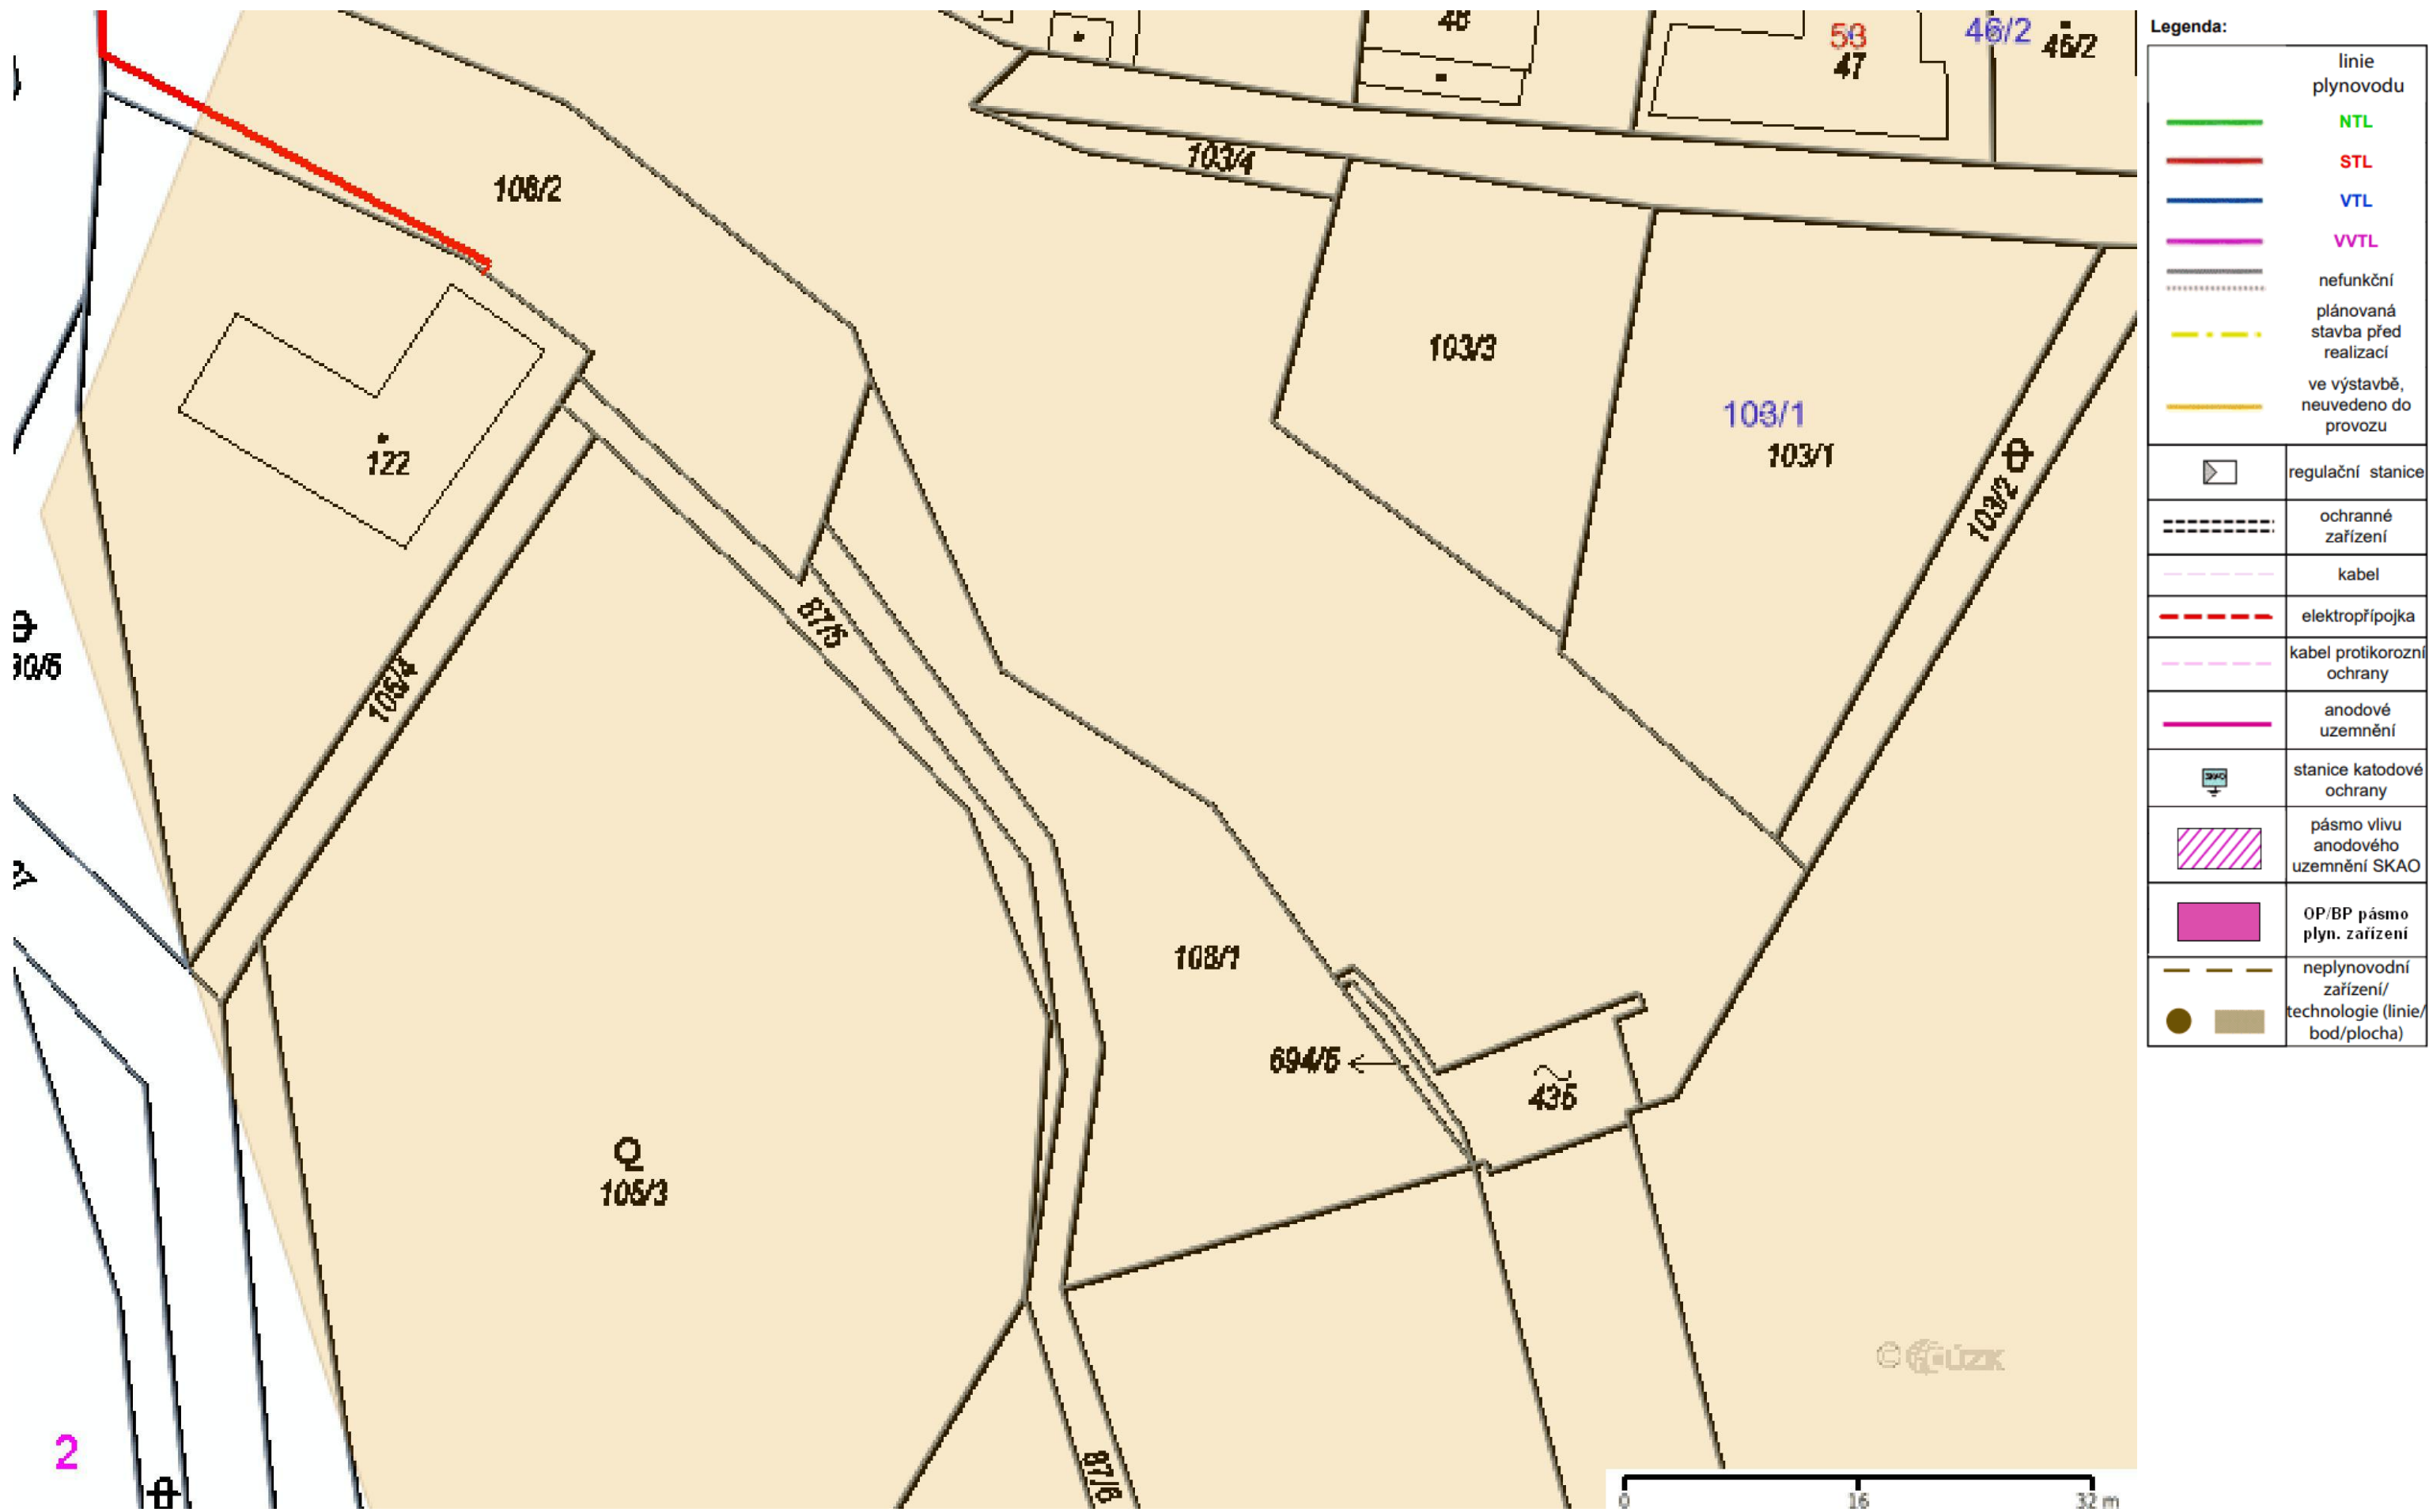 48
53
47
46/2
45/2
103/4
106/2
103/3
103/1
103/1
122
103/2
87/5
105/4
108/1
694/6
435
Q
105/3
2
87/6
0 16 32 m
Legenda:
linie
plynovodu
NTL
STL
VTL
VVTL
nefunkční
plánovaná
stavba před
realizací
ve výstavbě,
neuvedeno do
provozu
regulační stanice
ochranné
zařízení
kabel
elektropřípojka
kabel protikorozní
ochrany
anodové
uzemnění
SKAO
stanice katodové
ochrany
pásmo vlivu
anodového
uzemnění SKAO
OP/BP pásmo
plyn. zařízení
neplynovodní
zařízení/
technologie (linie/
bod/plocha)
© ČÚZK